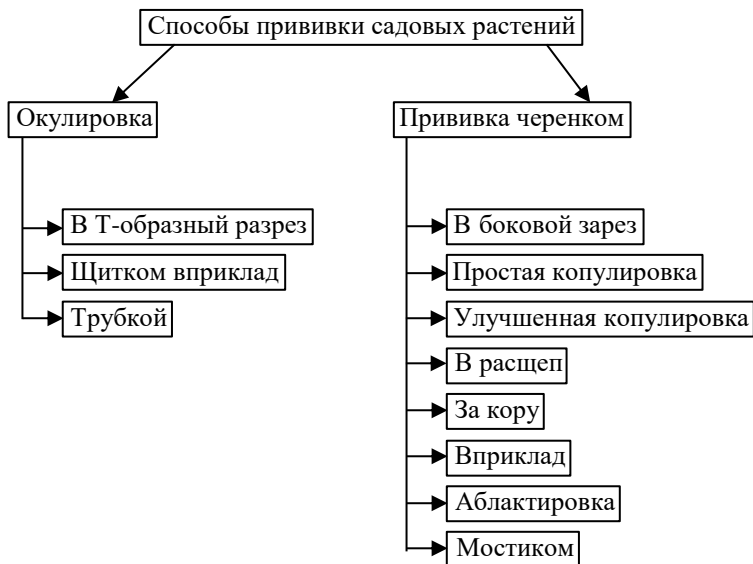 Способы прививки садовых растений
Окулировка
В Т-образный разрез
Щитком вприклад
Трубкой
Прививка черенком
В боковой зарез
Простая копулировка
Улучшенная копулировка
В расщеп
За кору
Вприклад
Аблактировка
Мостиком